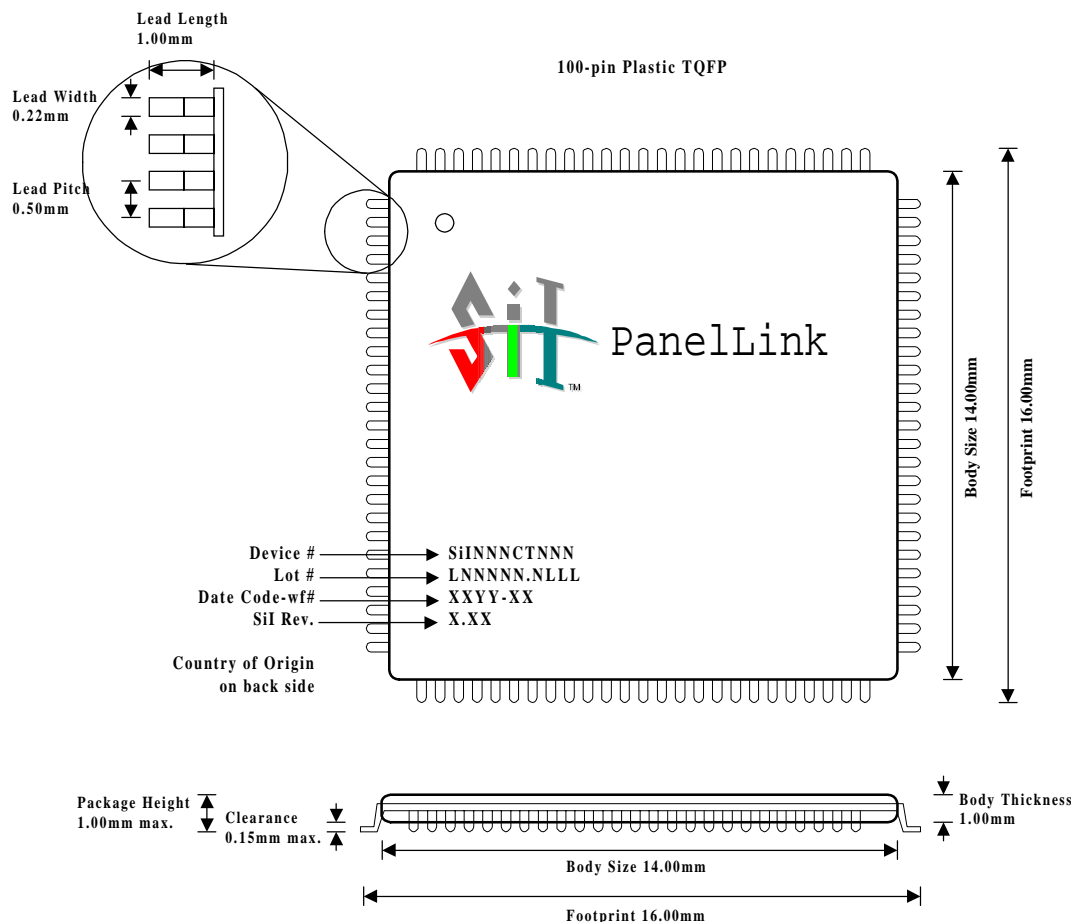 Lead Length
1.00mm
100-pin Plastic TQFP
Lead Width
0.22mm
Lead Pitch
0.50mm
SiI
TM
PanelLink
Body Size 14.00mm
Footprint 16.00mm
Device #
SiINNNCTNNN
Lot #
LNNNNN.NLLL
Date Code-wf#
XXYY-XX
SiI Rev.
X.XX
Country of Origin
on back side
Package Height
1.00mm max.
Clearance
0.15mm max.
Body Thickness
1.00mm
Body Size 14.00mm
Footprint 16.00mm